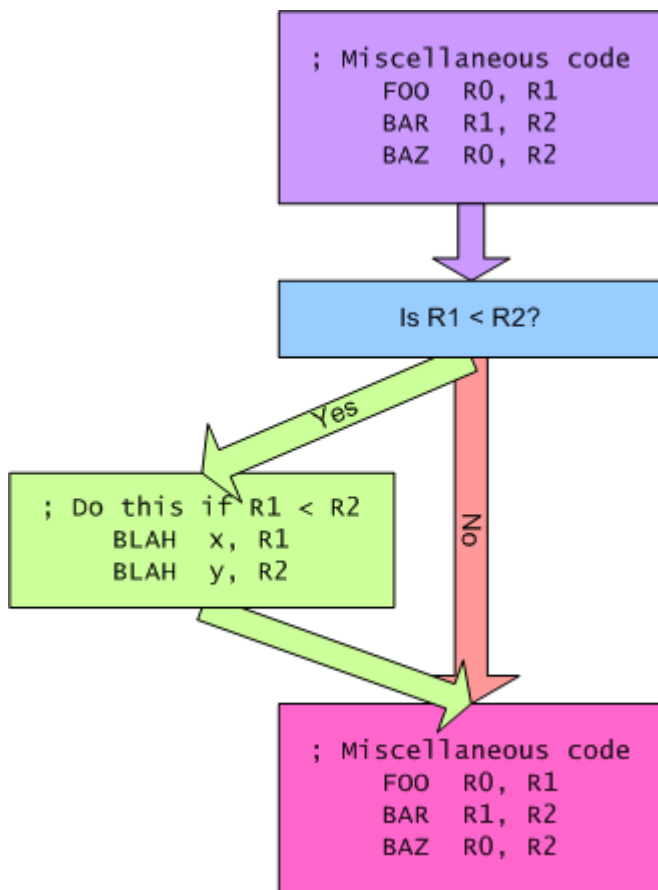 ; Miscellaneous code
FOO R0, R1
BAR R1, R2
BAZ R0, R2
Is R1 < R2?
Yes
No
; Do this if R1 < R2
BLAH x, R1
BLAH y, R2
; Miscellaneous code
FOO R0, R1
BAR R1, R2
BAZ R0, R2